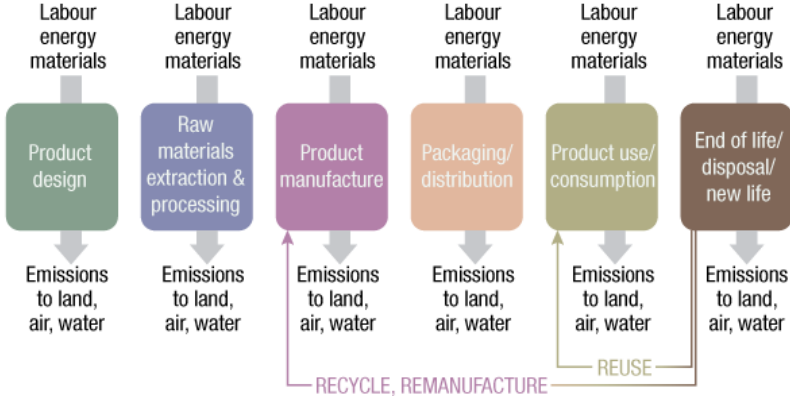 Labour
energy
materials
Labour
energy
materials
Labour
energy
materials
Labour
energy
materials
Labour
energy
materials
Labour
energy
materials
Product
design
Raw
materials
extraction &
processing
Product
manufacture
Packaging/
distribution
Product use/
consumption
End of life/
disposal/
new life
Emissions
to land,
air, water
Emissions
to land,
air, water
Emissions
to land,
air, water
Emissions
to land,
air, water
Emissions
to land,
air, water
Emissions
to land,
air, water
REUSE
RECYCLE, REMANUFACTURE